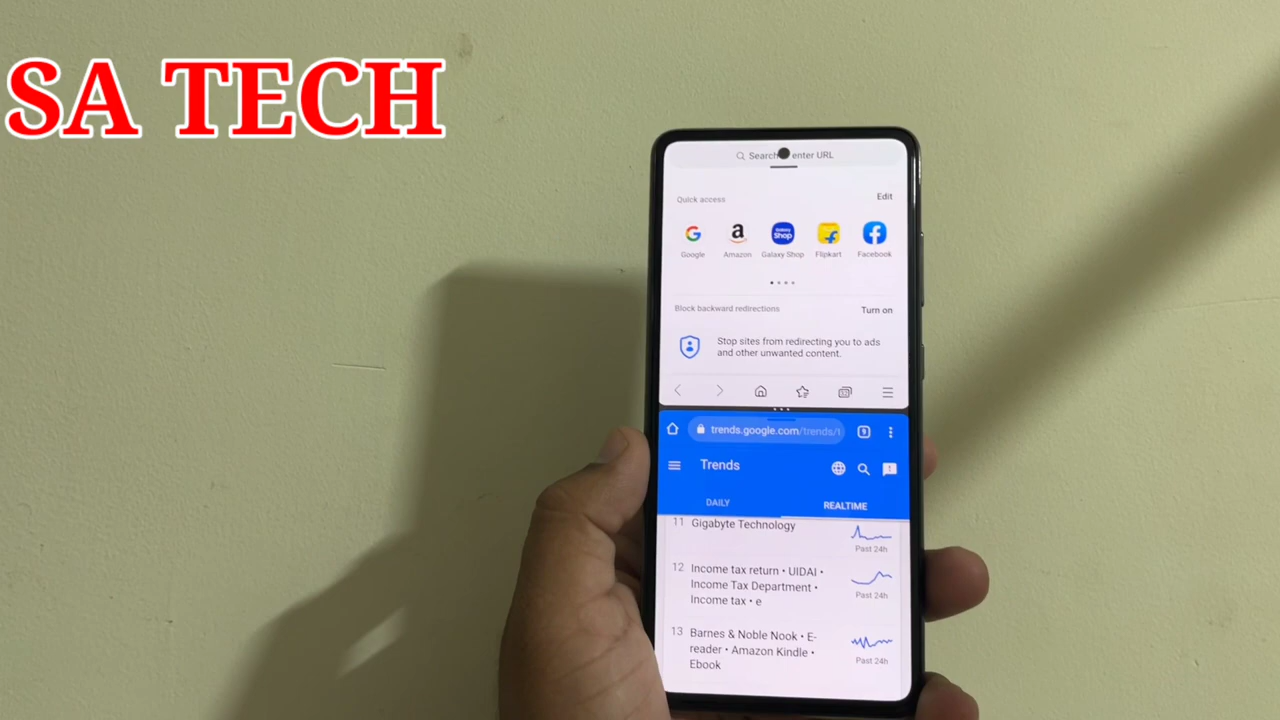 SA TECH
Search enter URL
Quick access
Edit
Google
Amazon
Galaxy Shop
Flipkart
Facebook
Galaxy
Shop
Block backward redirections
Turn on
Stop sites from redirecting you to ads
and other unwanted content.
trends.google.com/trends/t
9
Trends
DAILY
REALTIME
11
Gigabyte Technology
Past 24h
12
Income tax return • UIDAI •
Income Tax Department •
Income tax • e
Past 24h
13
Barnes & Noble Nook • E-
reader • Amazon Kindle •
Ebook
Past 24h